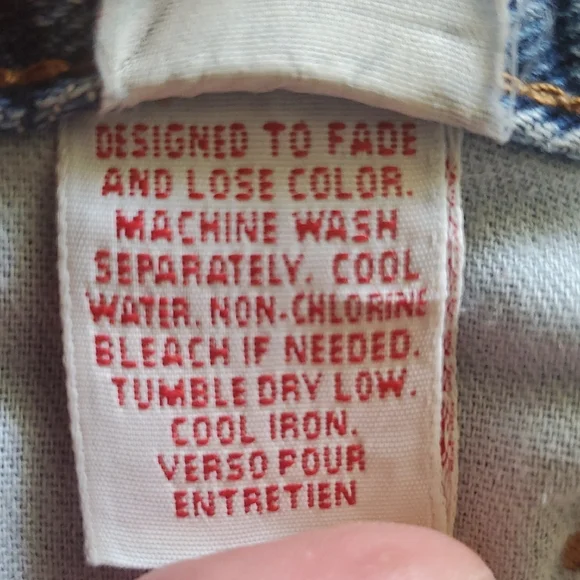 DESIGNED TO FADE
AND LOSE COLOR.
MACHINE WASH
SEPARATELY. COOL
WATER. NON-CHLORINE
BLEACH IF NEEDED.
TUMBLE DRY LOW.
COOL IRON.
VERSO POUR
ENTRETIEN